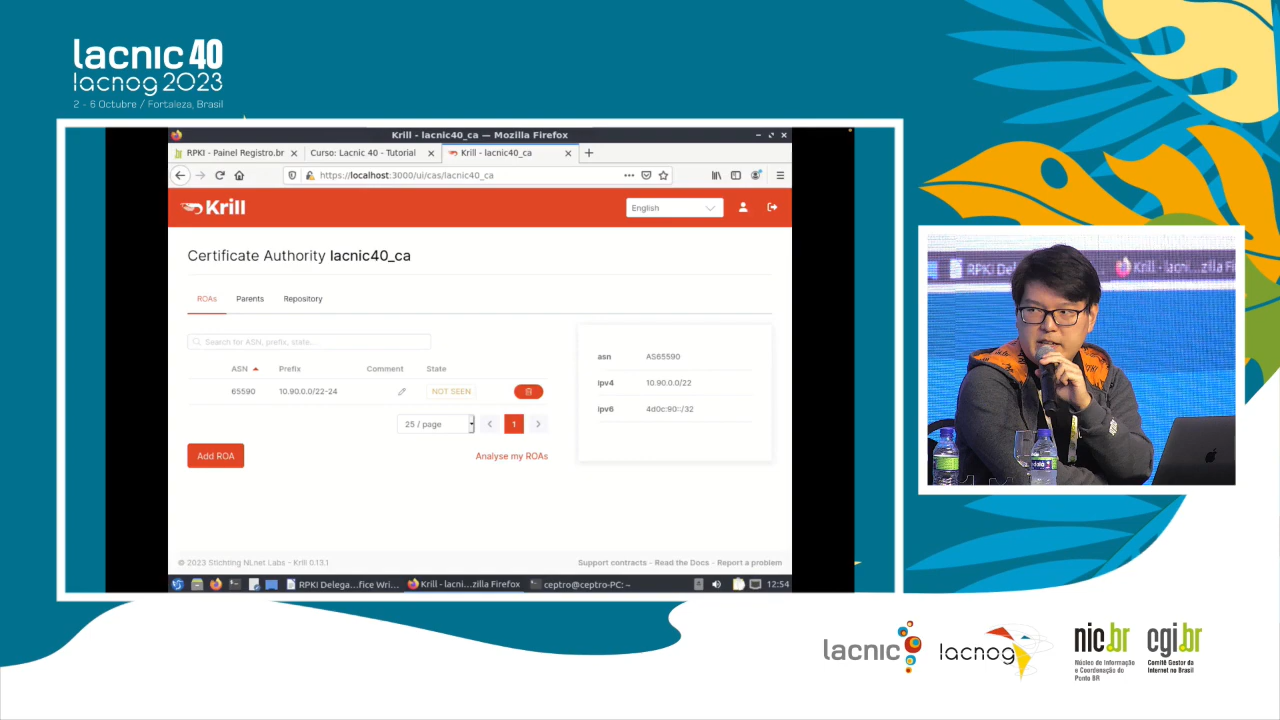 lacnic 40
lacnog 2023
2 - 6 Octubre / Fortaleza, Brasil
Krill - lacnic40_ca — Mozilla Firefox
RPKI - Painel Registro.br
Curso: Lacnic 40 - Tutorial
Krill - lacnic40_ca
https://localhost:3000/ui/cas/lacnic40_ca
Krill
English
Certificate Authority lacnic40_ca
ROAs Parents Repository
Search for ASN, prefix, state...
ASN Prefix Comment State
65590 10.90.0.0/22-24 NOT SEEN
25 / page 1
Add ROA
Analyse my ROAs
asn AS65590
ipv4 10.90.0.0/22
ipv6 4d0c:90::/32
© 2023 Stichting NLnet Labs - Krill 0.13.1
Support contracts - Read the Docs - Report a problem
RPKI Delega...fice Wri...
Krill - lacni...zilla Firefox
ceptro@ceptro-PC: ~
12:54
RPKI Del
Krill - lacn...zilla Fi
lacnic
lacnog
nic.br
Núcleo de Informação
e Coordenação do
Ponto BR
cgi.br
Comitê Gestor da
Internet no Brasil